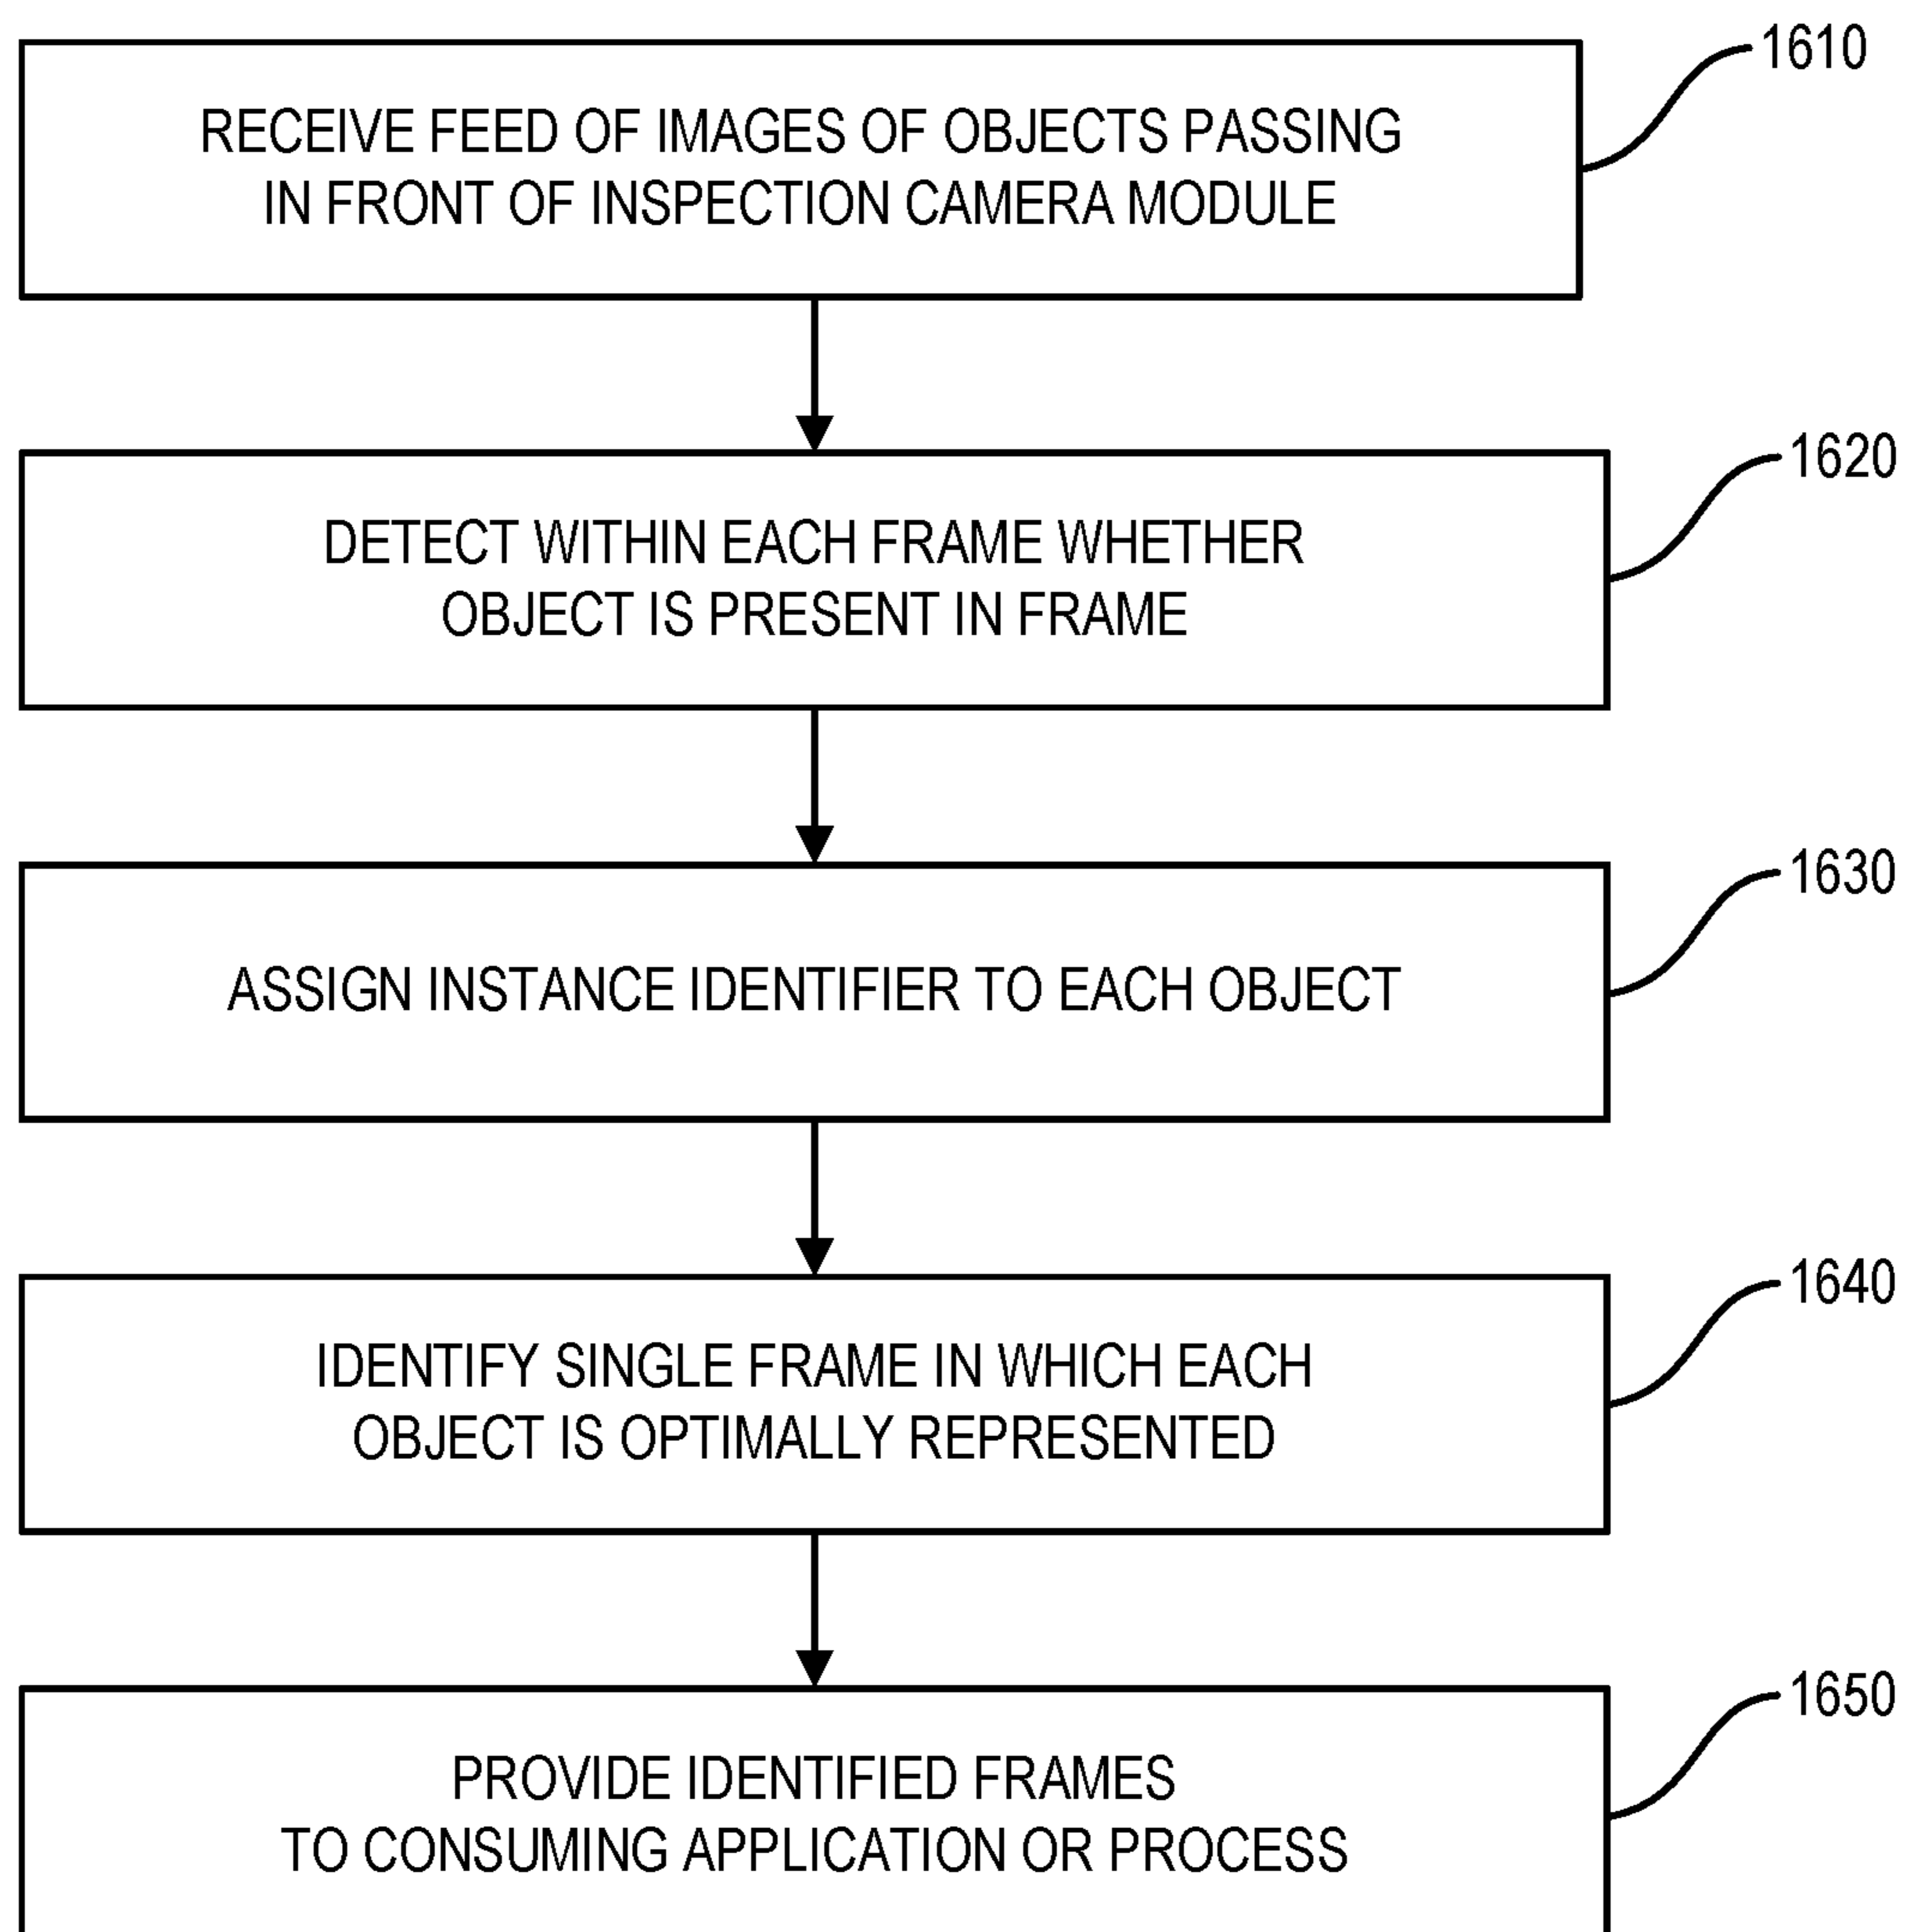 1610
RECEIVE FEED OF IMAGES OF OBJECTS PASSING
IN FRONT OF INSPECTION CAMERA MODULE
1620
DETECT WITHIN EACH FRAME WHETHER
OBJECT IS PRESENT IN FRAME
1630
ASSIGN INSTANCE IDENTIFIER TO EACH OBJECT
1640
IDENTIFY SINGLE FRAME IN WHICH EACH
OBJECT IS OPTIMALLY REPRESENTED
1650
PROVIDE IDENTIFIED FRAMES
TO CONSUMING APPLICATION OR PROCESS